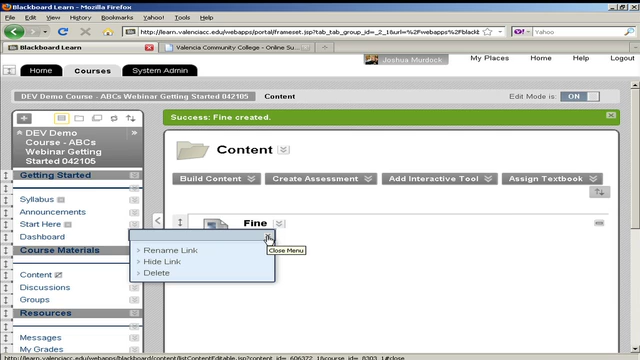 Blackboard Learn - Mozilla Firefox
File Edit View History Bookmarks Yahoo! Tools Help
http://learn.valenciacc.edu/webapps/portal/frameset.jsp?tab_tab_group_id=_2_1&url=%2Fwebapps%2Fblackb
Yahoo
Blackboard Learn
Valencia Community College – Online Su...
Joshua Murdock
My Places
Home
Help
Logout
Home
Courses
System Admin
DEV Demo Course - ABCs Webinar Getting Started 042105
Content
Edit Mode is:
ON
Success: Fine created.
DEV Demo
Course - ABCs
Webinar Getting
Started 042105
Content
Build Content
Create Assessment
Add Interactive Tool
Assign Textbook
Getting Started
Syllabus
Announcements
Start Here
Dashboard
Course Materials
Content
Discussions
Groups
Resources
Messages
My Grades
Fine
Close Menu
Rename Link
Hide Link
Delete